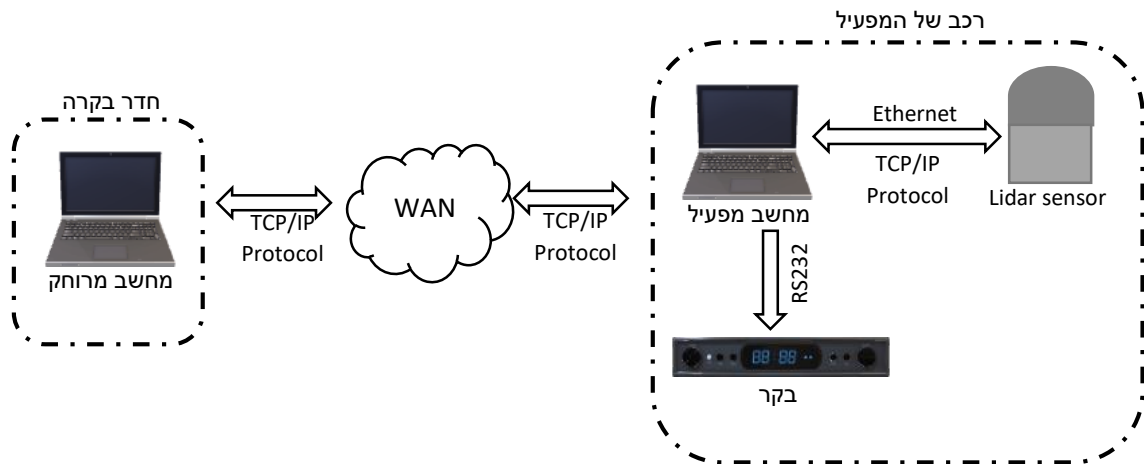 רכב של המפעיל
חדר בקרה
מחשב מרוחק
TCP/IP
Protocol
WAN
TCP/IP
Protocol
מחשב מפעיל
Ethernet
TCP/IP
Protocol
Lidar sensor
RS232
88 88
בקר